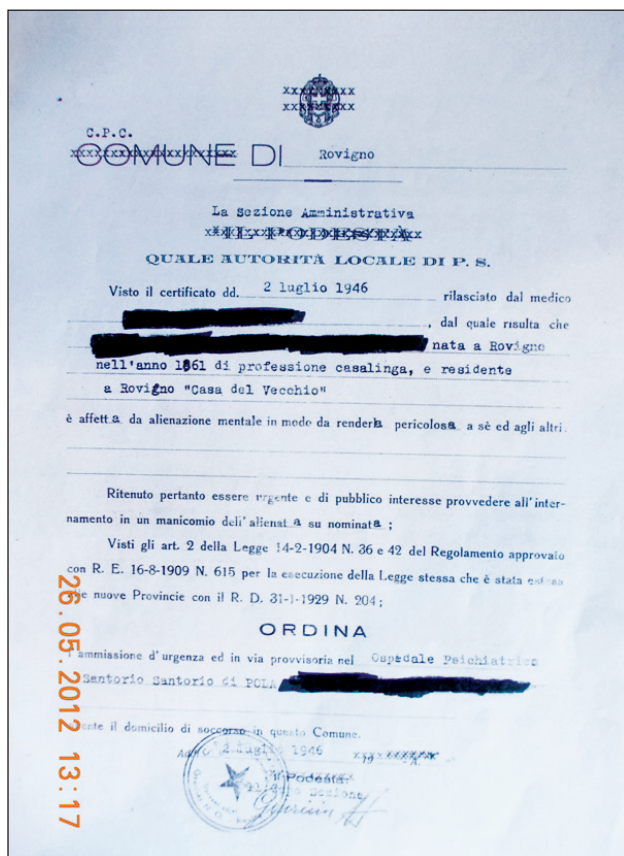 C.P.C.
COMUNE DI Rovigno
La Sezione Amministrativa
IL PODESTÀ
QUALE AUTORITÀ LOCALE DI P. S.
Visto il certificato dd. 2 luglio 1946 rilasciato dal medico
, dal quale risulta che
nata a Rovigno
nell'anno 1861 di professione casalinga, e residente
a Rovigno "Casa del Vecchio"
è affetta da alienazione mentale in modo da renderla pericolosa a sè ed agli altri.
Ritenuto pertanto essere urgente e di pubblico interesse provvedere all'inter-
namento in un manicomio dell'alienata su nominata ;
Visti gli art. 2 della Legge 14-2-1904 N. 36 e 42 del Regolamento approvato
con R. E. 16-8-1909 N. 615 per la esecuzione della Legge stessa che è stata estesa
nuove Provincie con il R. D. 31-1-1929 N. 204;
ORDINA
l'ammissione d'urgenza ed in via provvisoria nel Ospedale Psichiatrico
Santorio Santorio di POLA
il domicilio di soccorso in questo Comune.
2 luglio 1946 19 -A.
Il Podestà
Sezione
26.05.2012 13:17